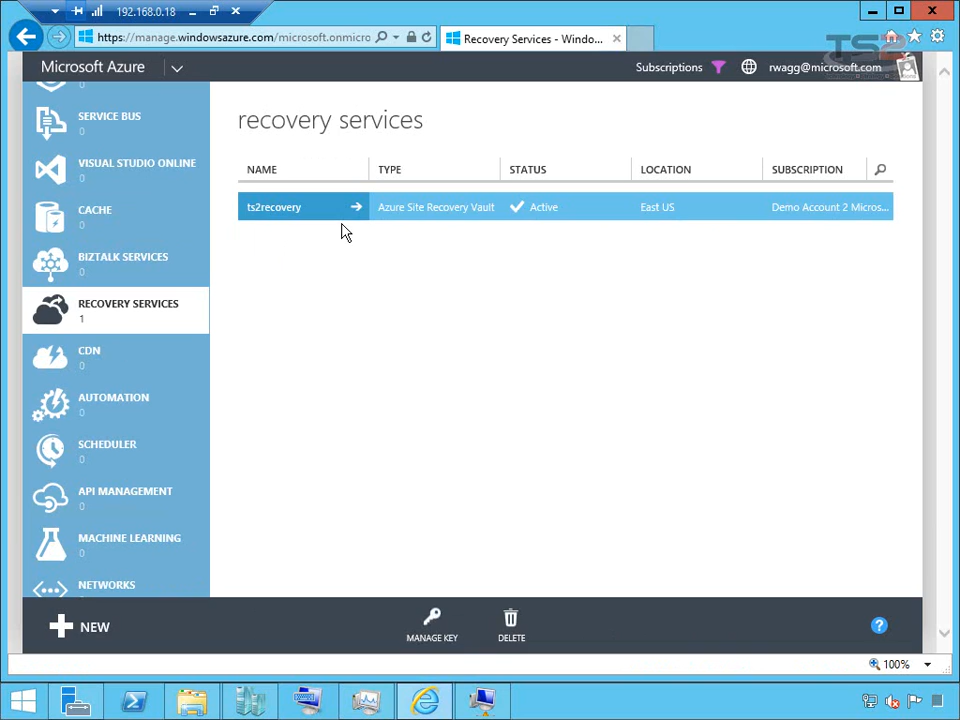 192.168.0.18
https://manage.windowsazure.com/microsoft.onmicro
Recovery Services - Windo...
TS2
Microsoft Azure
Subscriptions
rwagg@microsoft.com
0
SERVICE BUS
0
VISUAL STUDIO ONLINE
0
CACHE
0
BIZTALK SERVICES
0
RECOVERY SERVICES
1
CDN
0
AUTOMATION
0
SCHEDULER
0
API MANAGEMENT
0
MACHINE LEARNING
0
NETWORKS
recovery services
NAME TYPE STATUS LOCATION SUBSCRIPTION
ts2recovery Azure Site Recovery Vault Active East US Demo Account 2 Micros...
NEW
MANAGE KEY
DELETE
?
100%